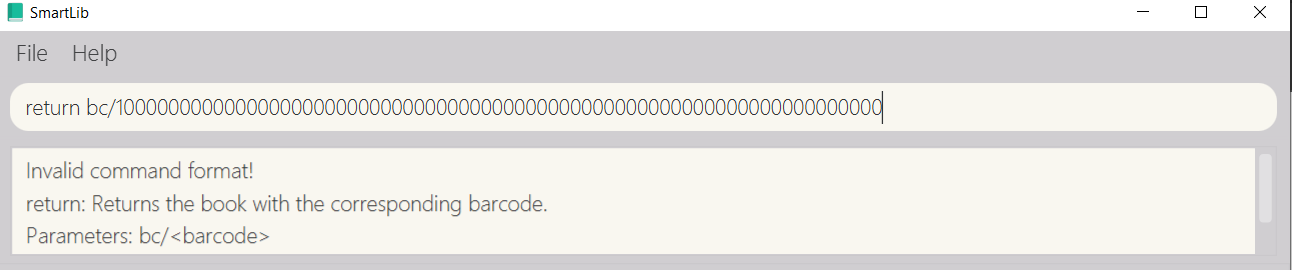 SmartLib
File Help
return bc/100000000000000000000000000000000000000000000000000000000000000000000
Invalid command format!
return: Returns the book with the corresponding barcode.
Parameters: bc/<barcode>